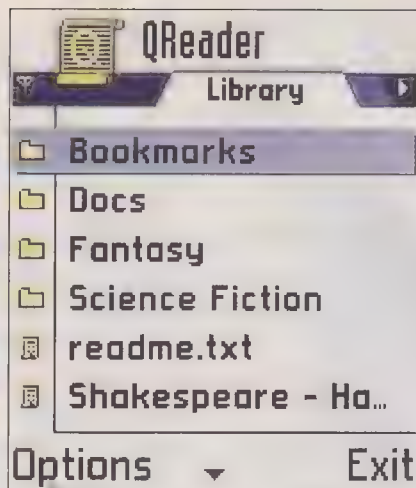 QReader
Library
Bookmarks
Docs
Fantasy
Science Fiction
readme.txt
Shakespeare - Ha...
Options Exit